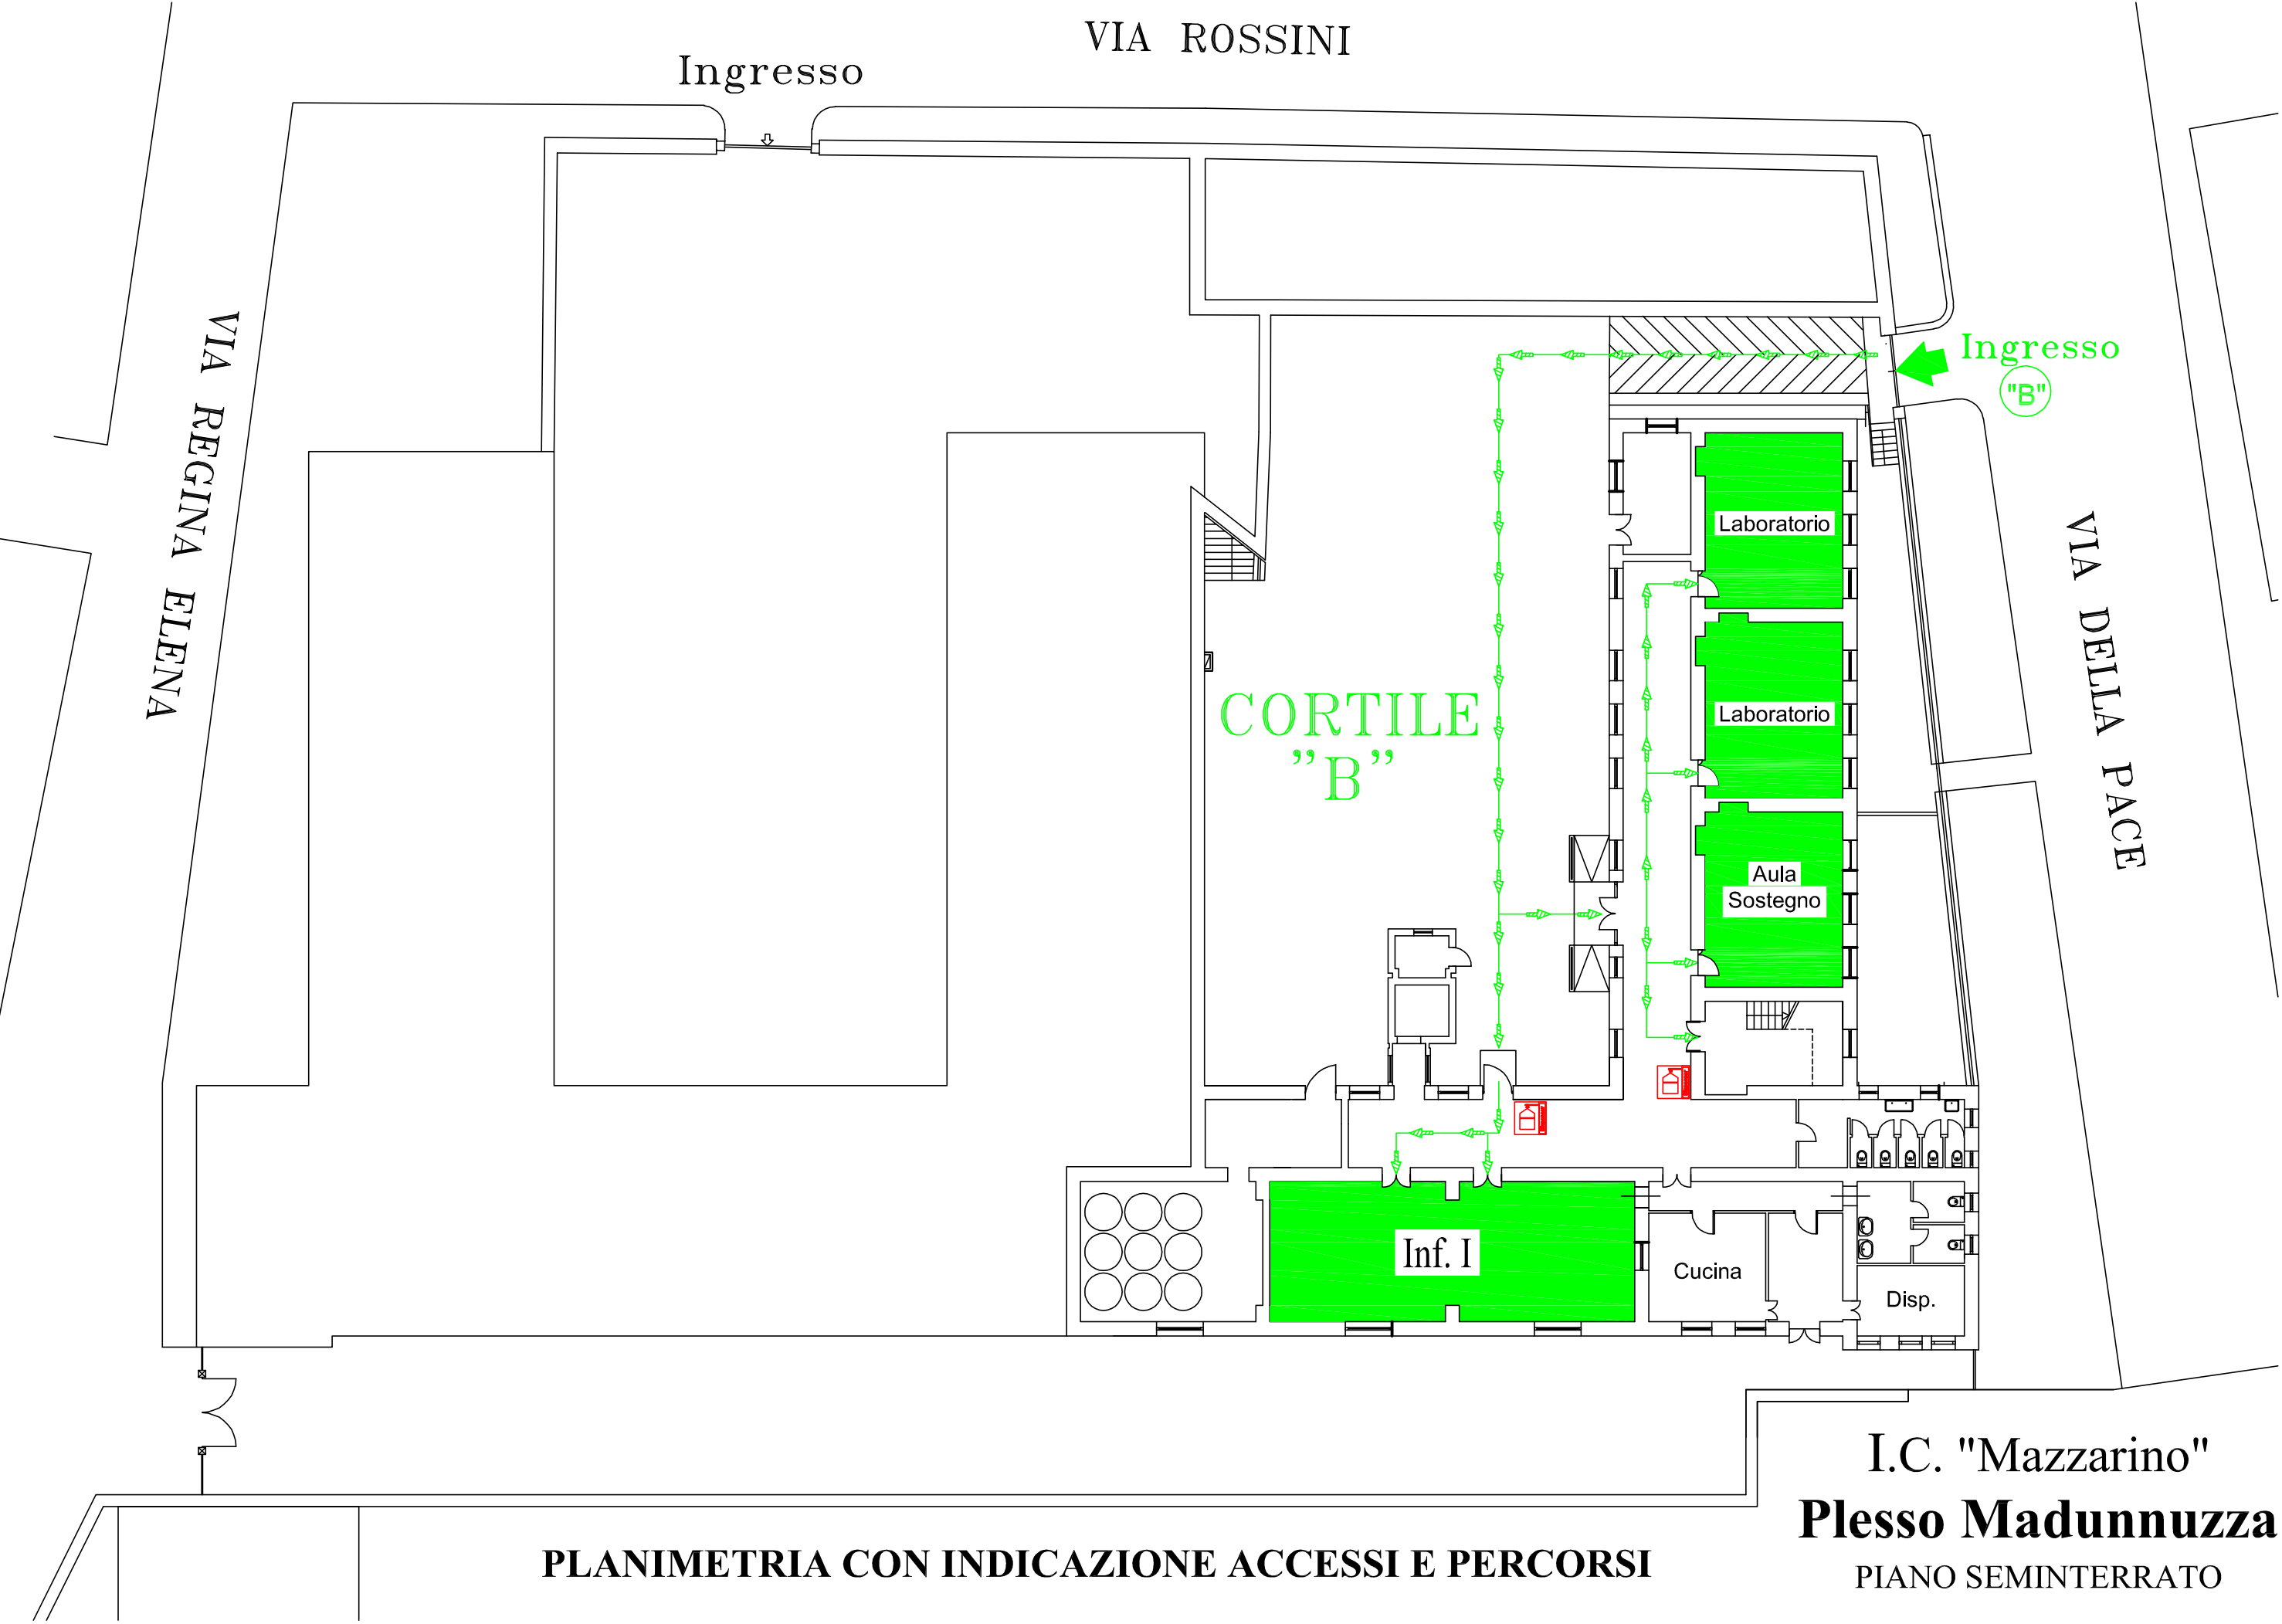 VIA ROSSINI
Ingresso
VIA REGINA ELENA
Ingresso
"B"
VIA DELLA PACE
Laboratorio
Laboratorio
CORTILE
"B"
Aula
Sostegno
Inf. I
Cucina
Disp.
I.C. "Mazzarino"
Plesso Madunnuzza
PIANO SEMINTERRATO
PLANIMETRIA CON INDICAZIONE ACCESSI E PERCORSI